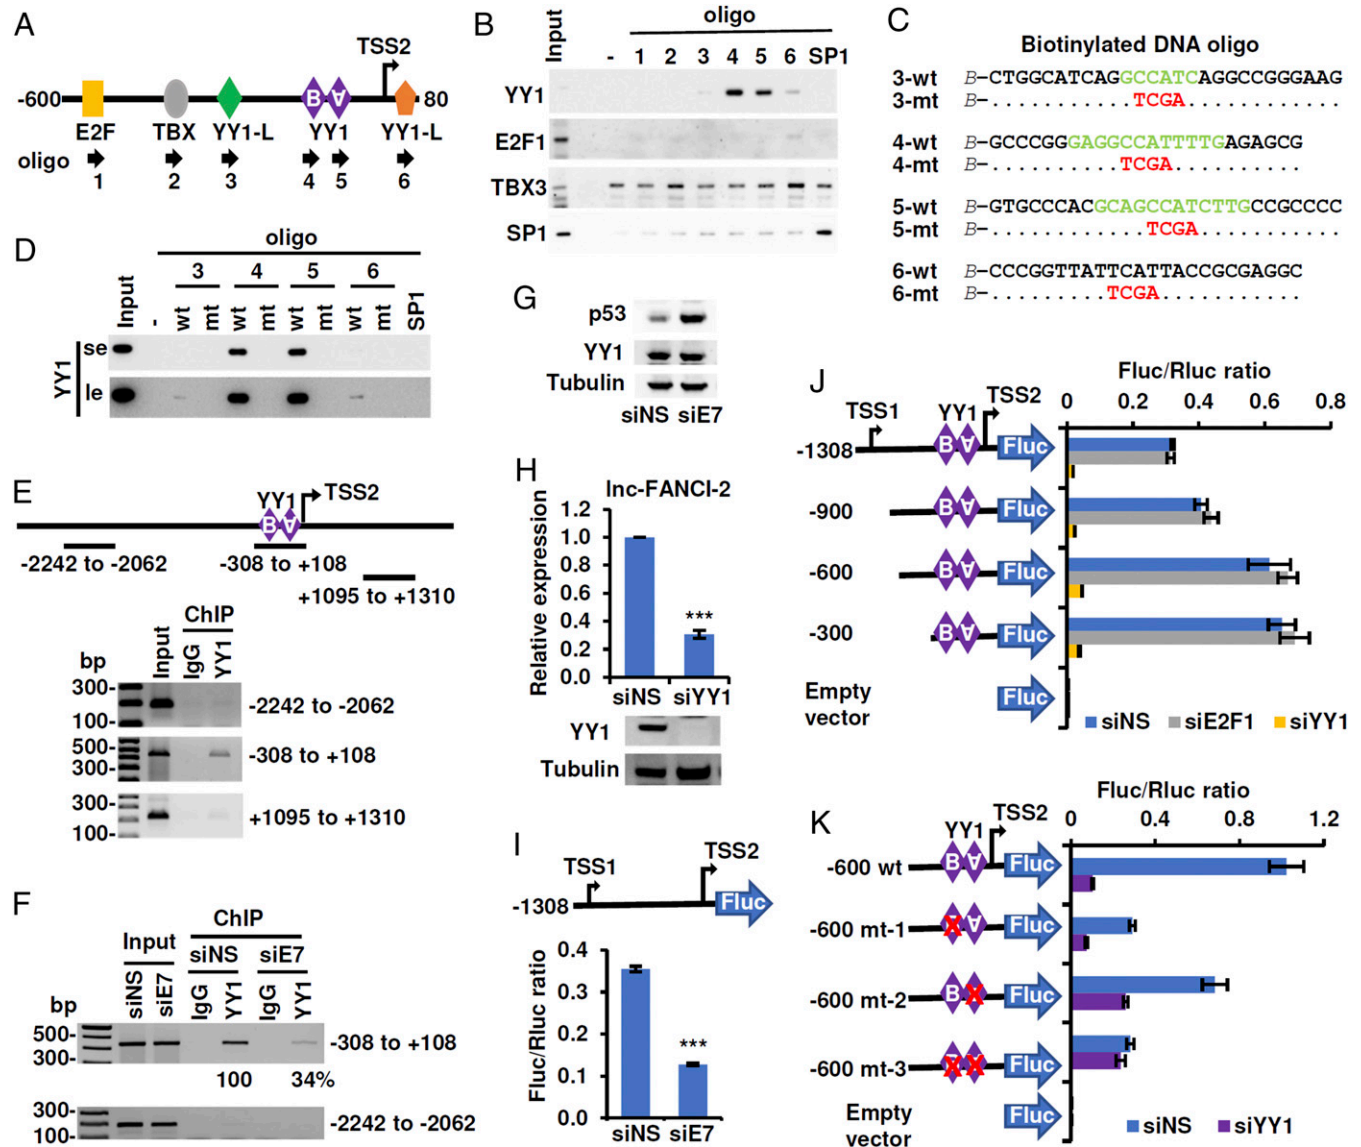 A
TSS2
-600
80
B A
E2F TBX YY1-L YY1 YY1-L
oligo
1 2 3 4 5 6
B
oligo
Input - 1 2 3 4 5 6 SP1
YY1
E2F1
TBX3
SP1
C
Biotinylated DNA oligo
3-wt B–CTGGCATCAGGCCATCAGGCCGGGAAG
3-mt B–..........TCGA.............
4-wt B–GCCCGGGAGGCCATTTTGAGAGCG
4-mt B–..........TCGA..........
5-wt B–GTGCCCACGCAGCCATCTTGCCGCCCC
5-mt B–............TCGA...........
6-wt B–CCCGGTTATTCATTACCGCGAGGC
6-mt B–.........TCGA...........
D
oligo
3 4 5 6
Input - wt mt wt mt wt mt wt mt SP1
YY1
se
le
E
YY1 TSS2
B A
-2242 to -2062
-308 to +108
+1095 to +1310
ChIP
bp Input IgG YY1
300-
100-
-2242 to -2062
500-
300-
-308 to +108
300-
100-
+1095 to +1310
F
ChIP
Input siNS siE7
bp siNS siE7 IgG YY1 IgG YY1
500-
300-
-308 to +108
100 34%
300-
100-
-2242 to -2062
G
p53
YY1
Tubulin
siNS siE7
H
lnc-FANCI-2
Relative expression
1.2
1.0
0.8
0.6
0.4
0.2
0.0
***
siNS siYY1
YY1
Tubulin
I
TSS1 TSS2
-1308
Fluc
Fluc/Rluc ratio
0.4
0.3
0.2
0.1
0.0
***
siNS siE7
J
Fluc/Rluc ratio
0 0.2 0.4 0.6 0.8
TSS1 YY1 TSS2
-1308 B A Fluc
-900 B A Fluc
-600 B A Fluc
-300 B A Fluc
Empty
vector
Fluc
siNS siE2F1 siYY1
K
Fluc/Rluc ratio
0 0.4 0.8 1.2
YY1 TSS2
-600 wt B A Fluc
-600 mt-1 X A Fluc
-600 mt-2 B X Fluc
-600 mt-3 X X Fluc
Empty
vector
Fluc
siNS siYY1